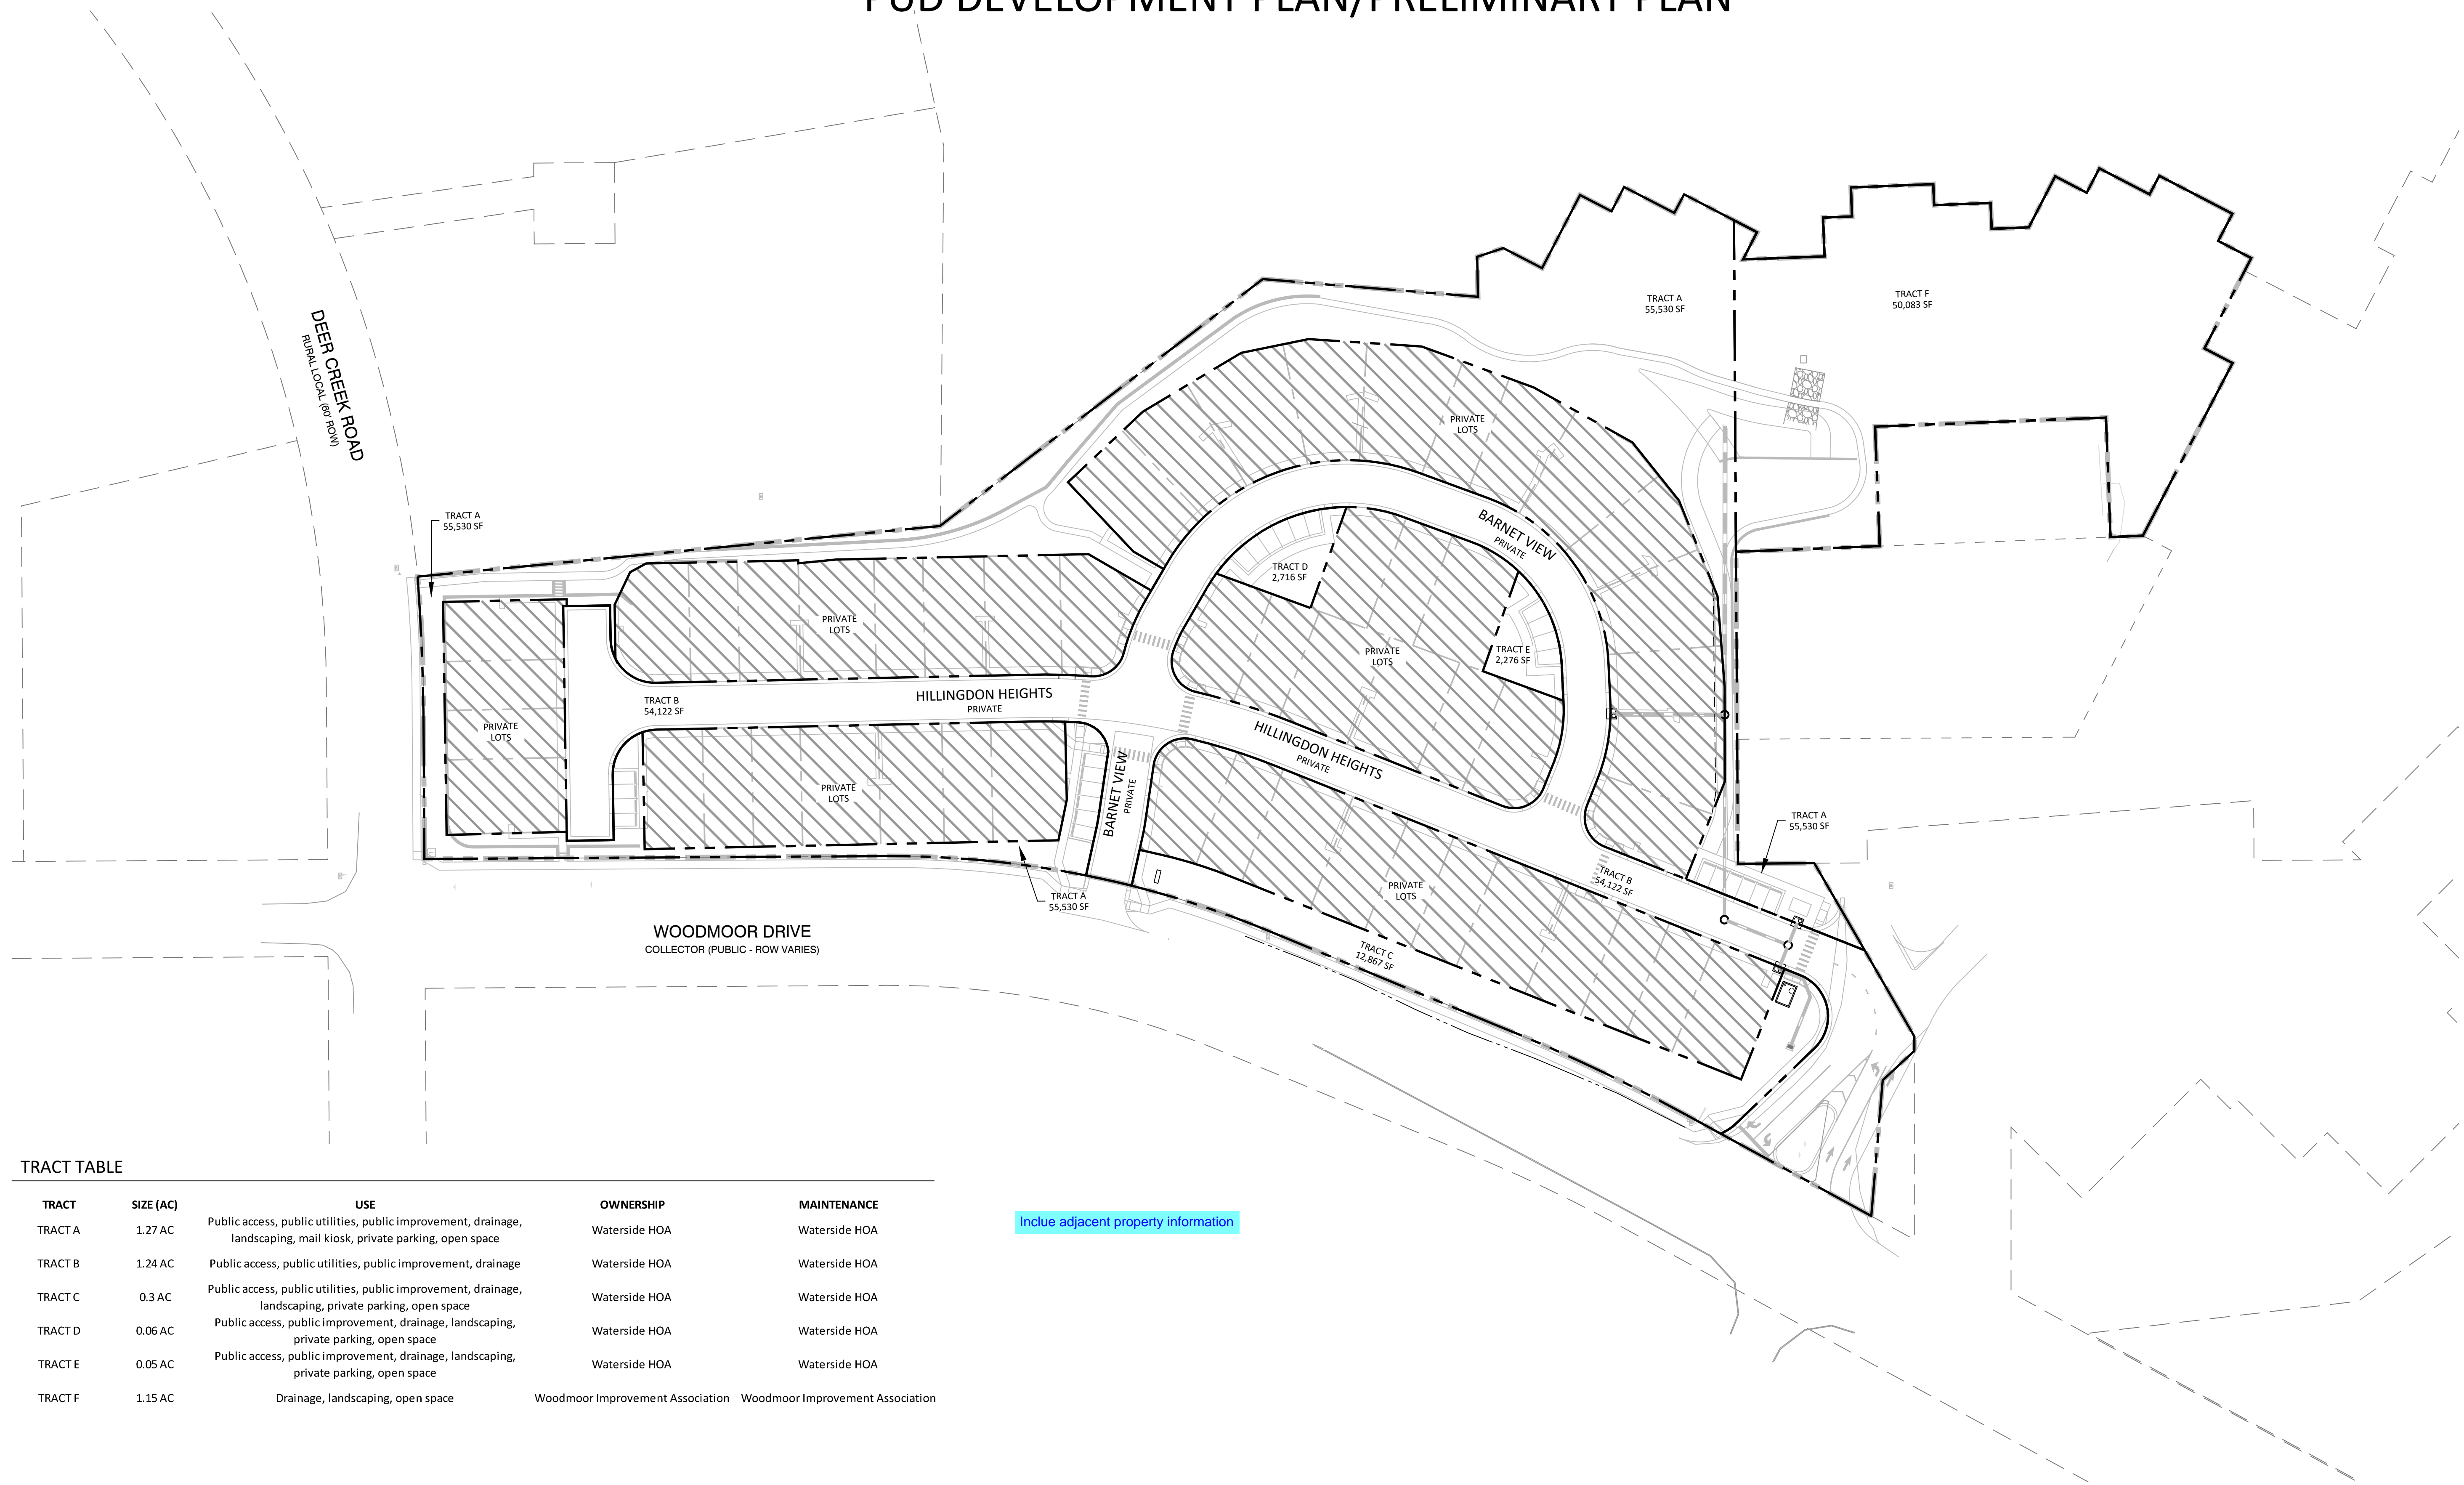 PUD DEVELOPMENT PLAN/PRELIMINARY PLAN
DEER CREEK ROAD
RURAL LOCAL (60' ROW)
TRACT A
55,530 SF
TRACT F
50,083 SF
PRIVATE
LOTS
TRACT A
55,530 SF
BARNET VIEW
PRIVATE
TRACT D
2,716 SF
PRIVATE
LOTS
PRIVATE
LOTS
TRACT E
2,276 SF
HILLINGDON HEIGHTS
PRIVATE
TRACT B
54,122 SF
PRIVATE
LOTS
HILLINGDON HEIGHTS
PRIVATE
PRIVATE
LOTS
BARNET VIEW
PRIVATE
TRACT A
55,530 SF
TRACT B
54,122 SF
PRIVATE
LOTS
TRACT A
55,530 SF
WOODMOOR DRIVE
COLLECTOR (PUBLIC - ROW VARIES)
TRACT C
12,867 SF
TRACT TABLE
TRACT SIZE (AC) USE OWNERSHIP MAINTENANCE
TRACT A 1.27 AC Public access, public utilities, public improvement, drainage, landscaping, mail kiosk, private parking, open space Waterside HOA Waterside HOA
TRACT B 1.24 AC Public access, public utilities, public improvement, drainage Waterside HOA Waterside HOA
TRACT C 0.3 AC Public access, public utilities, public improvement, drainage, landscaping, private parking, open space Waterside HOA Waterside HOA
TRACT D 0.06 AC Public access, public improvement, drainage, landscaping, private parking, open space Waterside HOA Waterside HOA
TRACT E 0.05 AC Public access, public improvement, drainage, landscaping, private parking, open space Waterside HOA Waterside HOA
TRACT F 1.15 AC Drainage, landscaping, open space Woodmoor Improvement Association Woodmoor Improvement Association
Inclue adjacent property information